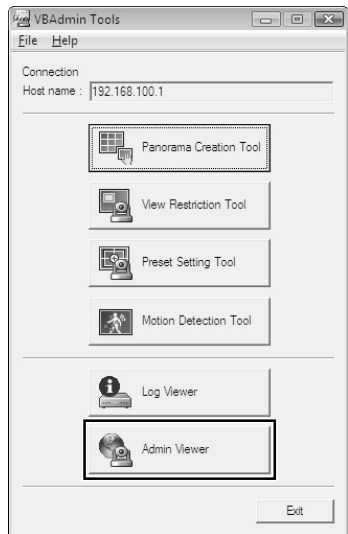 VBAdmin Tools
File Help
Connection
Host name : 192.168.100.1
Panorama Creation Tool
View Restriction Tool
Preset Setting Tool
Motion Detection Tool
Log Viewer
Admin Viewer
Exit